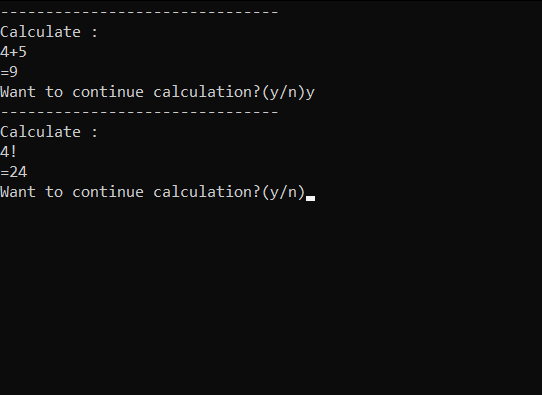 -------------------------------
Calculate :
4+5
=9
Want to continue calculation?(y/n)y
-------------------------------
Calculate :
4!
=24
Want to continue calculation?(y/n)